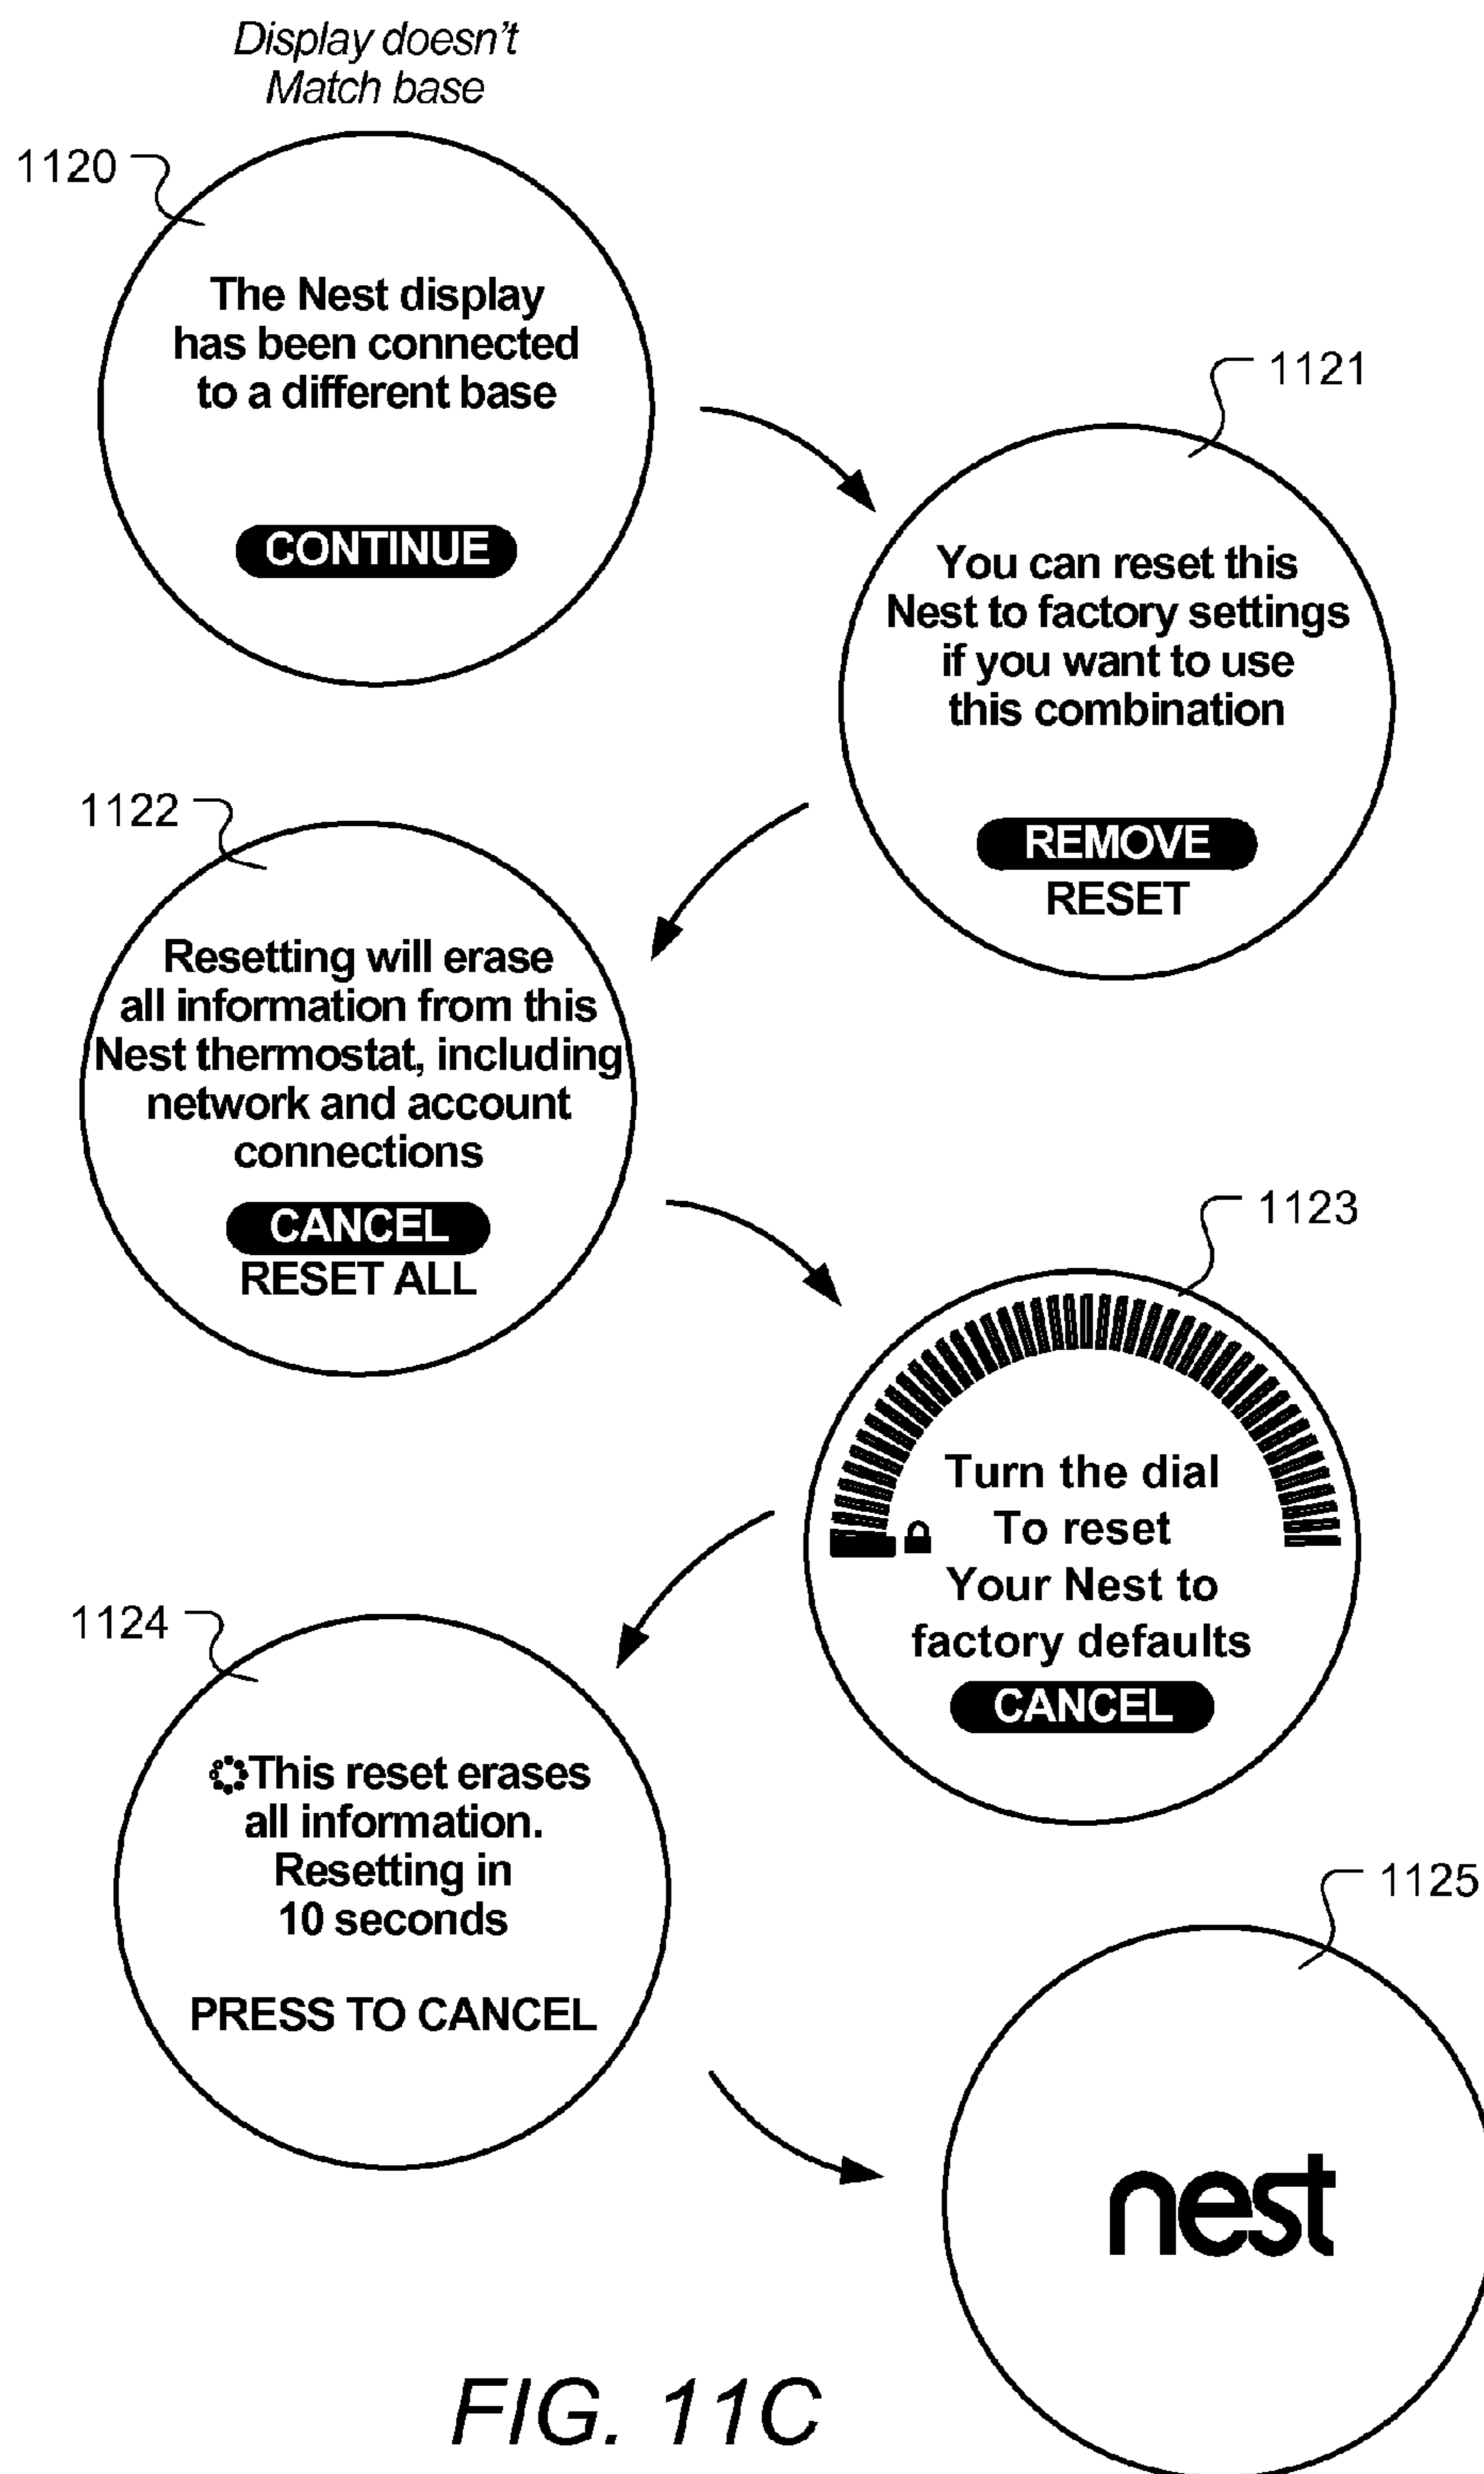 Display doesn't
Match base
1120
The Nest display
has been connected
to a different base
CONTINUE
1121
You can reset this
Nest to factory settings
if you want to use
this combination
REMOVE
RESET
1122
Resetting will erase
all information from this
Nest thermostat, including
network and account
connections
CANCEL
RESET ALL
1123
Turn the dial
To reset
Your Nest to
factory defaults
CANCEL
1124
This reset erases
all information.
Resetting in
10 seconds
PRESS TO CANCEL
1125
nest
FIG. 11C